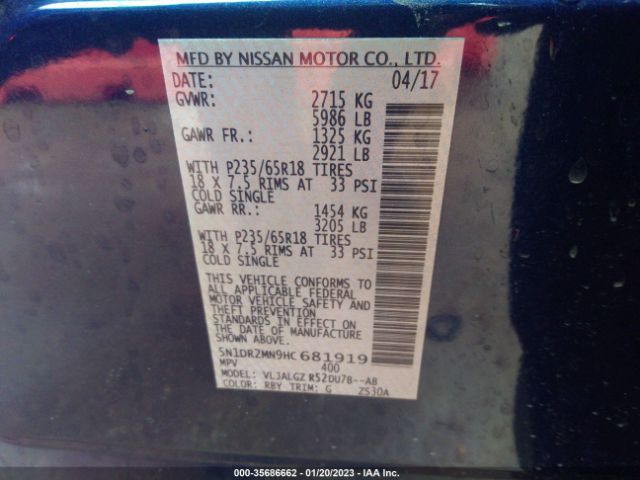 MFD BY NISSAN MOTOR CO., LTD.
DATE: 04/17
GVWR: 2715 KG
5986 LB
GAWR FR.: 1325 KG
2921 LB
WITH P235/65R18 TIRES
18 X 7.5 RIMS AT 33 PSI
COLD SINGLE
GAWR RR.: 1454 KG
3205 LB
WITH P235/65R18 TIRES
18 X 7.5 RIMS AT 33 PSI
COLD SINGLE
THIS VEHICLE CONFORMS TO
ALL APPLICABLE FEDERAL
MOTOR VEHICLE SAFETY AND
THEFT PREVENTION
STANDARDS IN EFFECT ON
THE DATE OF MANUFACTURE
SHOWN ABOVE.
5N1DR2MN9HC681919
MPV 400
MODEL: VLJALGZ R52DU78--AB
COLOR: RBY TRIM: G ZS30A
000-35686662 - 01/20/2023 - IAA Inc.